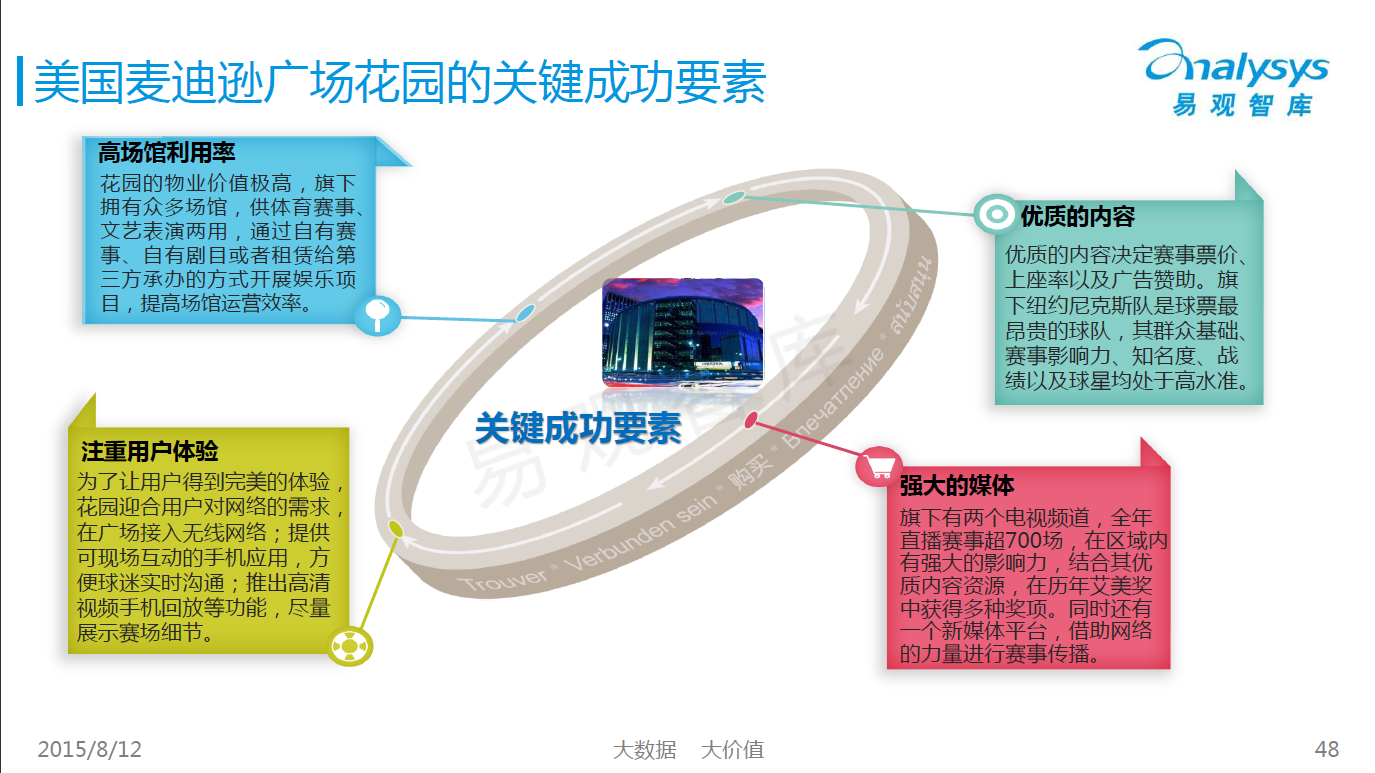 美国麦迪逊广场花园的关键成功要素
analysys
易观智库
高场馆利用率
花园的物业价值极高，旗下
拥有众多场馆，供体育赛事、
文艺表演两用，通过自有赛
事、自有剧目或者租赁给第
三方承办的方式开展娱乐项
目，提高场馆运营效率。
优质的内容
优质的内容决定赛事票价、
上座率以及广告赞助。旗
下纽约尼克斯队是球票最
昂贵的球队，其群众基础、
赛事影响力、知名度、战
绩以及球星均处于高水准。
关键成功要素
易观智库
Trouver * Verbunden sein * 购买 * Впечатление * สนับสนุน
注重用户体验
为了让用户得到完美的体验，
花园迎合用户对网络的需求，
在广场接入无线网络；提供
可现场互动的手机应用，方
便球迷实时沟通；推出高清
视频手机回放等功能，尽量
展示赛场细节。
强大的媒体
旗下有两个电视频道，全年
直播赛事超700场，在区域内
有强大的影响力，结合其优
质内容资源，在历年艾美奖
中获得多种奖项。同时还有
一个新媒体平台，借助网络
的力量进行赛事传播。
2015/8/12
大数据 大价值
48